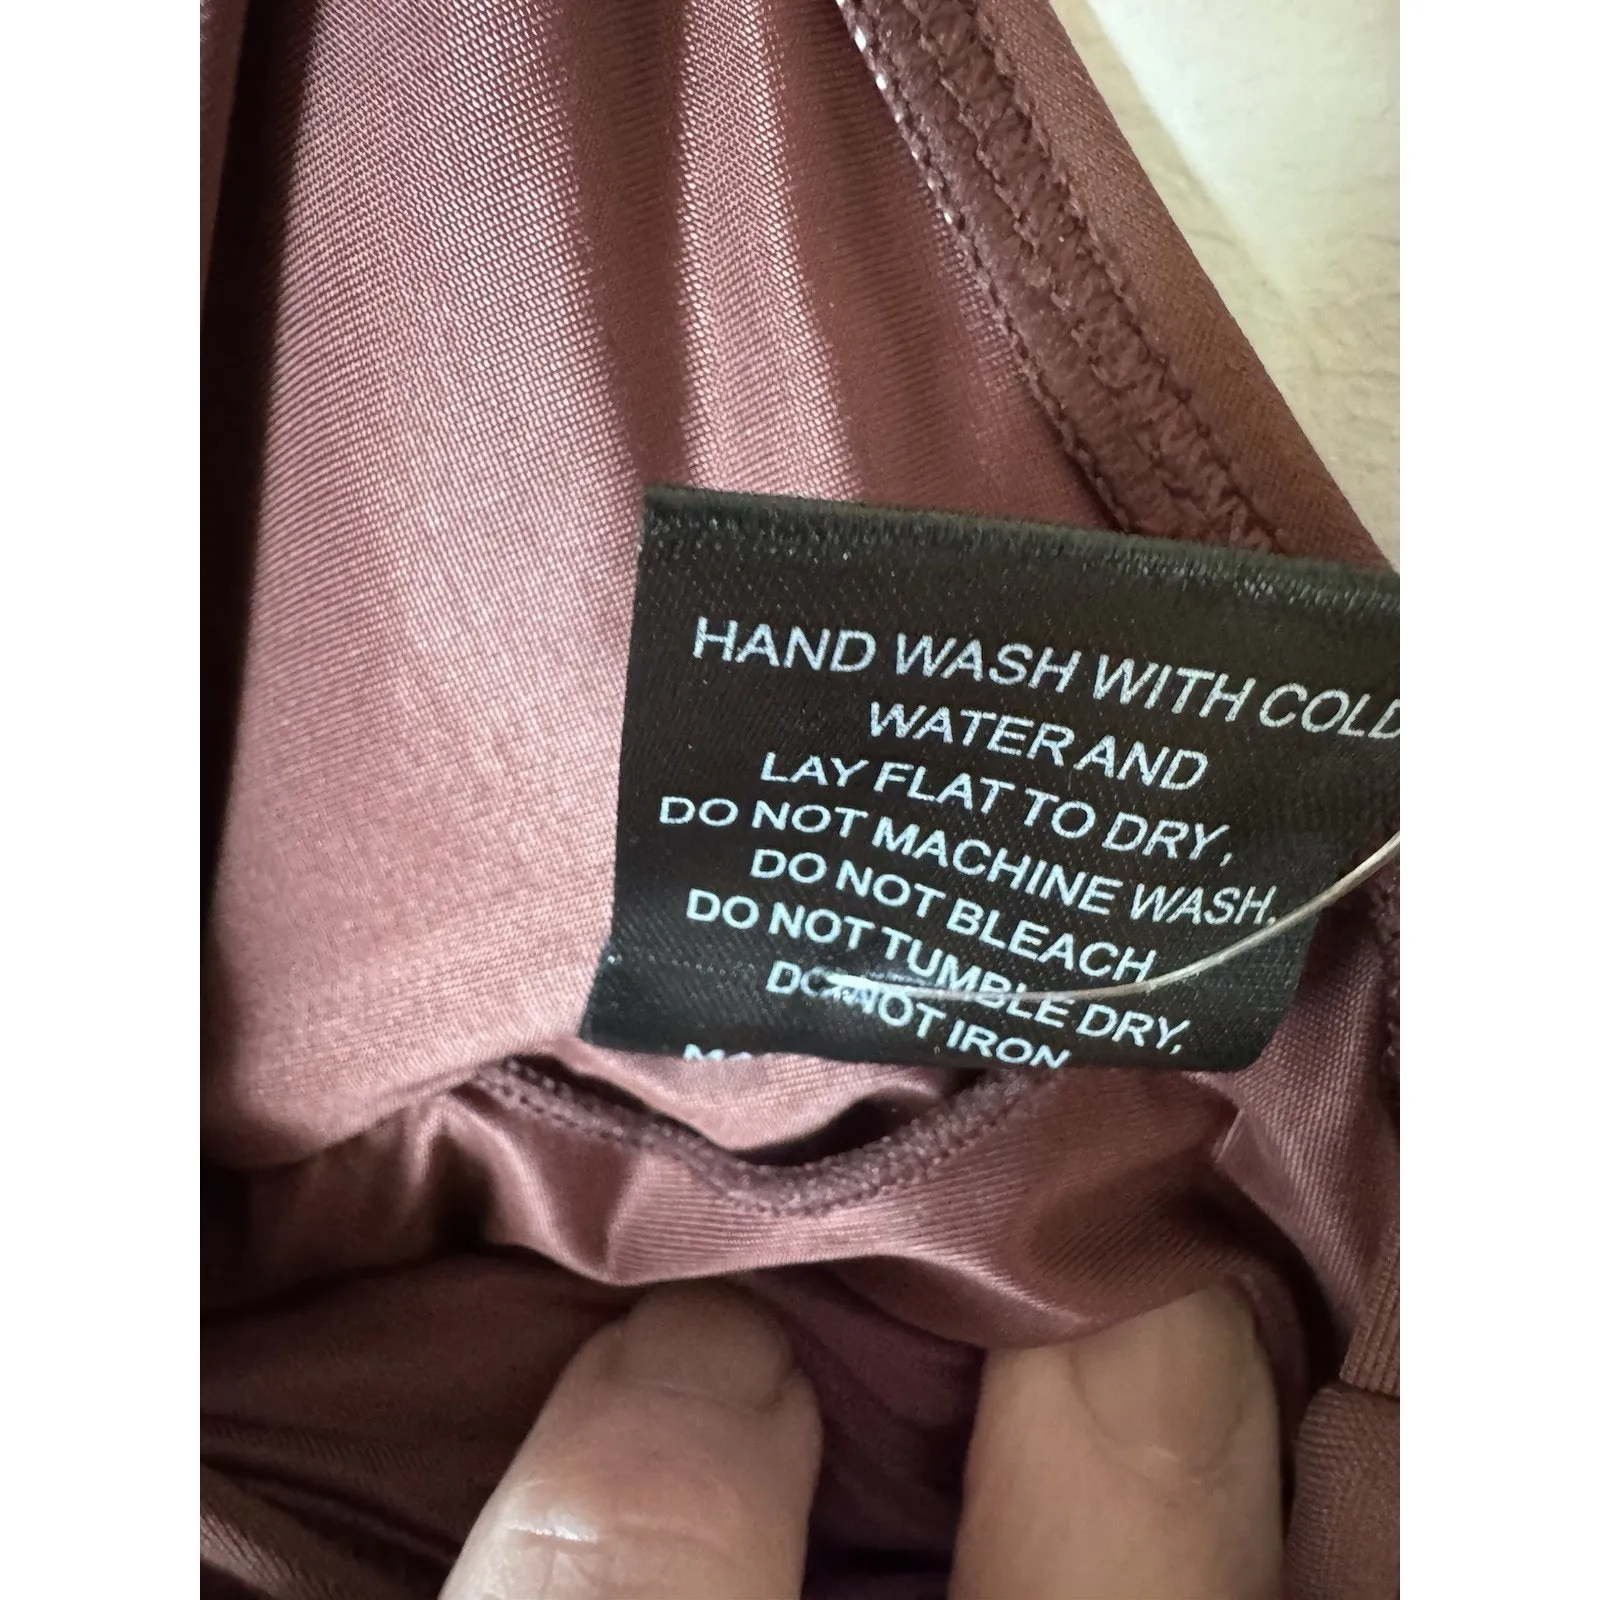 HAND WASH WITH COLD
WATER AND
LAY FLAT TO DRY,
DO NOT MACHINE WASH.
DO NOT BLEACH
DO NOT TUMBLE DRY,
DO NOT IRON